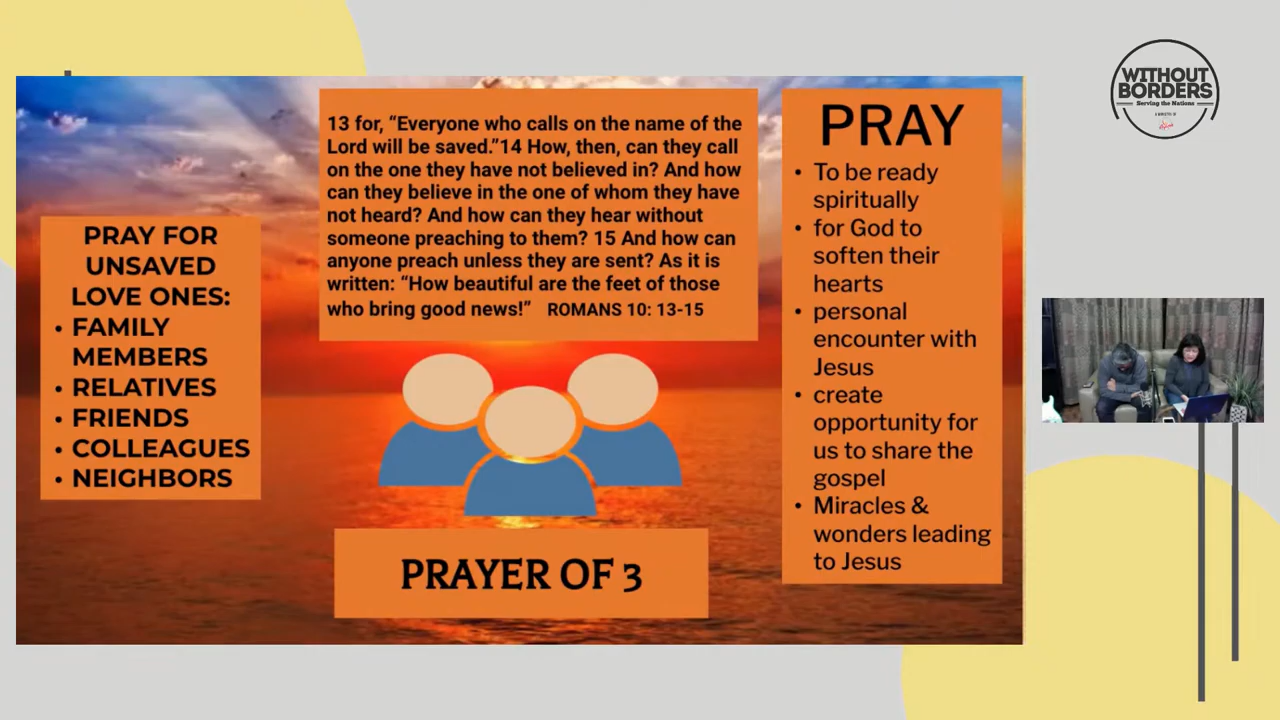 PRAY FOR
UNSAVED
LOVE ONES:
• FAMILY
MEMBERS
• RELATIVES
• FRIENDS
• COLLEAGUES
• NEIGHBORS
13 for, “Everyone who calls on the name of the
Lord will be saved.”14 How, then, can they call
on the one they have not believed in? And how
can they believe in the one of whom they have
not heard? And how can they hear without
someone preaching to them? 15 And how can
anyone preach unless they are sent? As it is
written: “How beautiful are the feet of those
who bring good news!” ROMANS 10: 13-15
PRAYER OF 3
PRAY
• To be ready
spiritually
• for God to
soften their
hearts
• personal
encounter with
Jesus
• create
opportunity for
us to share the
gospel
• Miracles &
wonders leading
to Jesus
WITHOUT
BORDERS
Serving the Nations